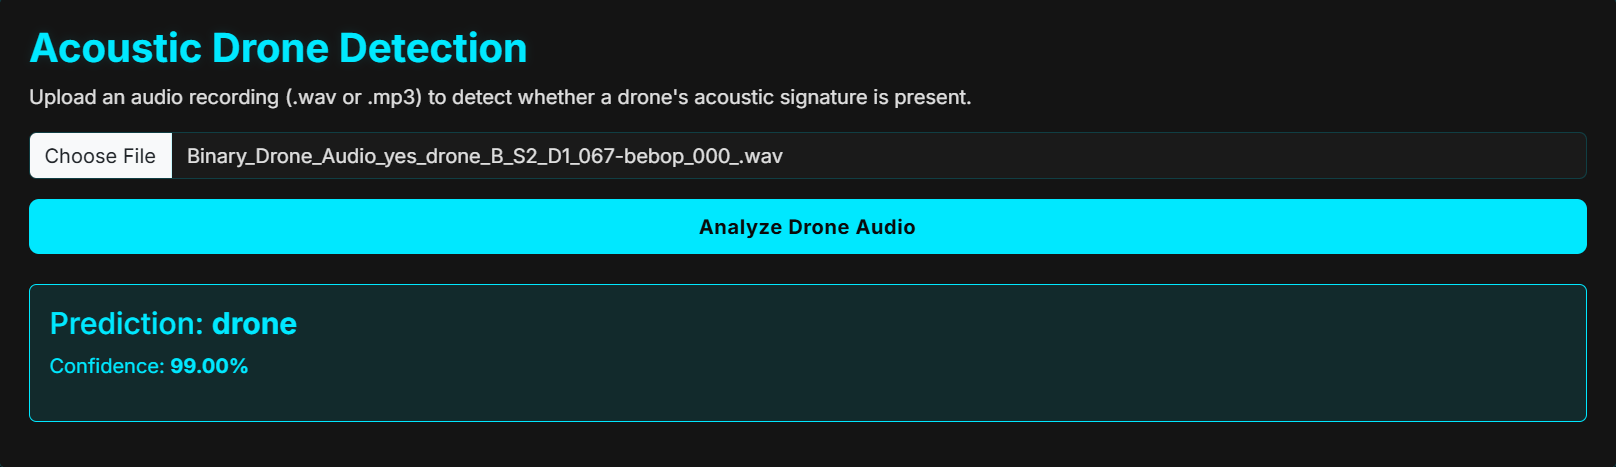 Acoustic Drone Detection
Upload an audio recording (.wav or .mp3) to detect whether a drone's acoustic signature is present.
Choose File Binary_Drone_Audio_yes_drone_B_S2_D1_067-bebop_000_.wav
Analyze Drone Audio
Prediction: drone
Confidence: 99.00%